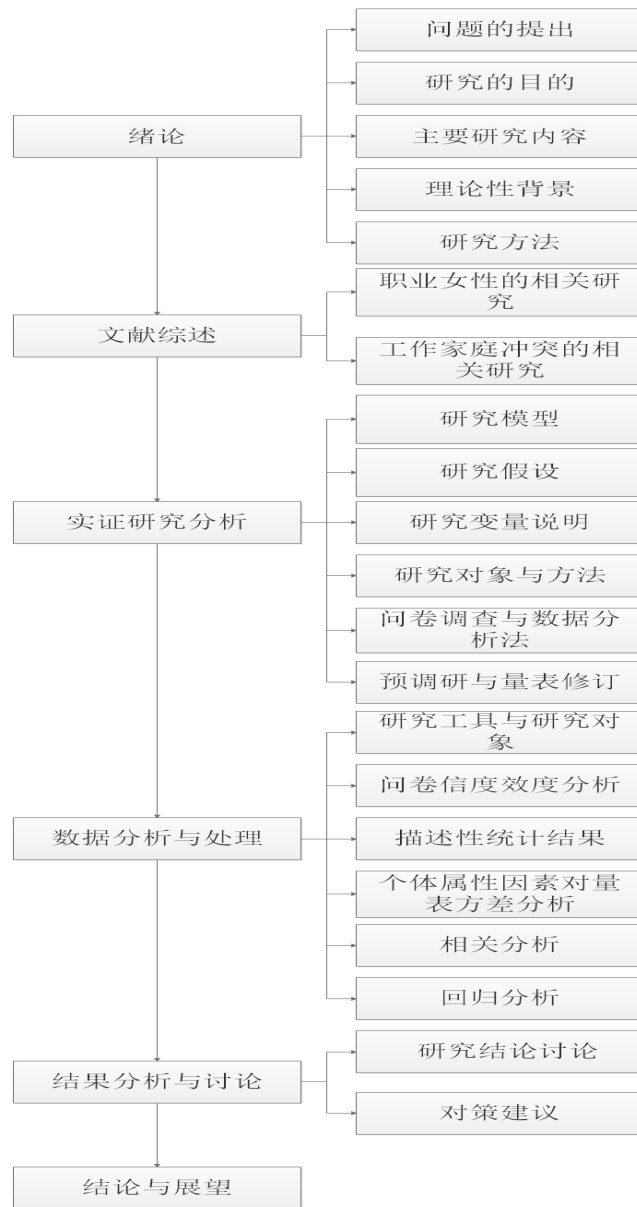 绪论
问题的提出
研究的目的
主要研究内容
理论性背景
研究方法
文献综述
职业女性的相关研
究
工作家庭冲突的相
关研究
实证研究分析
研究模型
研究假设
研究变量说明
研究对象与方法
问卷调查与数据分
析法
预调研与量表修订
数据分析与处理
研究工具与研究对
象
问卷信度效度分析
描述性统计结果
个体属性因素对量
表方差分析
相关分析
回归分析
结果分析与讨论
研究结论讨论
对策建议
结论与展望